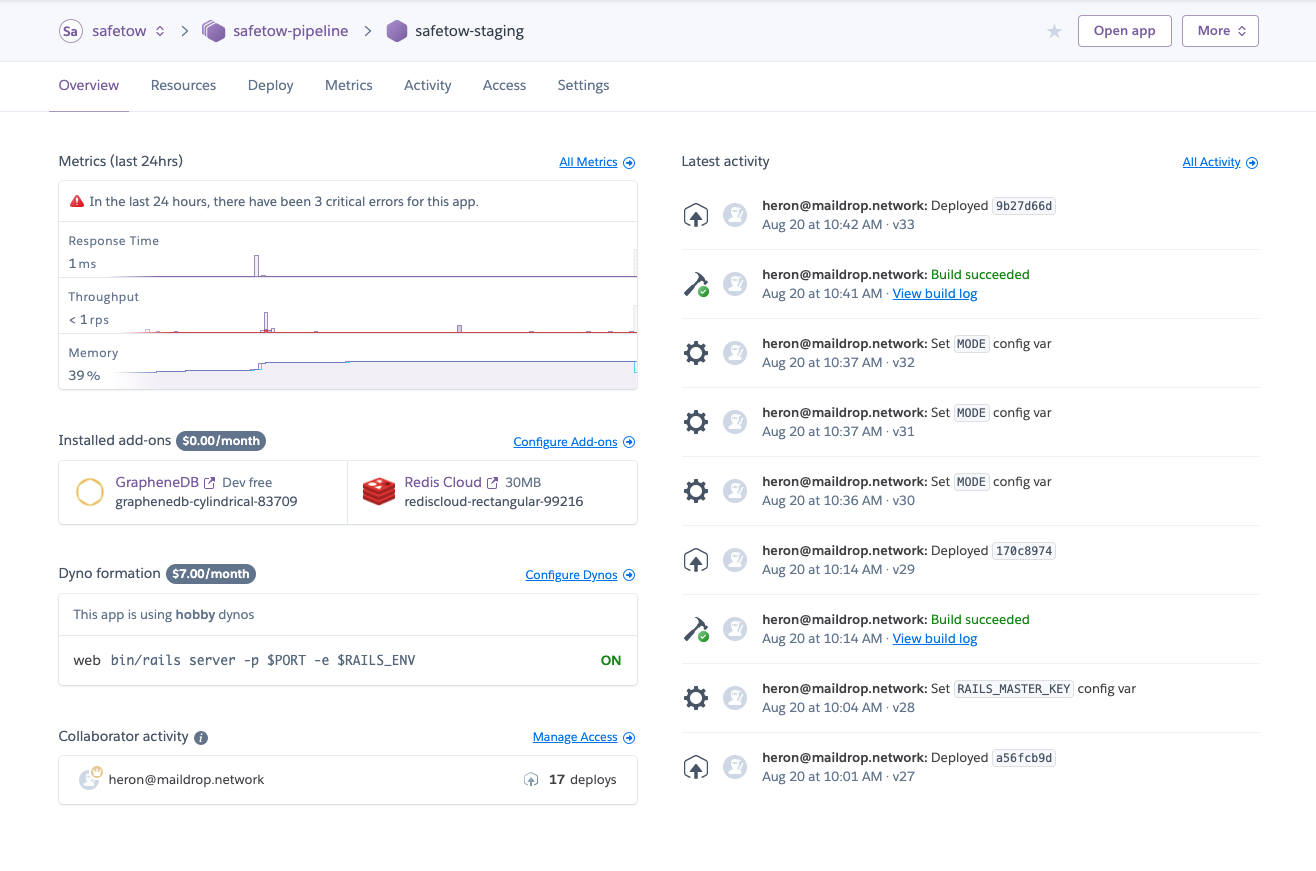 Sa safetow safetow-pipeline safetow-staging Open app More
Overview Resources Deploy Metrics Activity Access Settings
Metrics (last 24hrs) All Metrics
In the last 24 hours, there have been 3 critical errors for this app.
Response Time
1 ms
Throughput
< 1 rps
Memory
39 %
Installed add-ons $0.00/month Configure Add-ons
GrapheneDB Dev free
graphenedb-cylindrical-83709
Redis Cloud 30MB
rediscloud-rectangular-99216
Dyno formation $7.00/month Configure Dynos
This app is using hobby dynos
web bin/rails server -p $PORT -e $RAILS_ENV ON
Collaborator activity i Manage Access
heron@maildrop.network 17 deploys
Latest activity All Activity
heron@maildrop.network: Deployed 9b27d66d
Aug 20 at 10:42 AM · v33
heron@maildrop.network: Build succeeded
Aug 20 at 10:41 AM · View build log
heron@maildrop.network: Set MODE config var
Aug 20 at 10:37 AM · v32
heron@maildrop.network: Set MODE config var
Aug 20 at 10:37 AM · v31
heron@maildrop.network: Set MODE config var
Aug 20 at 10:36 AM · v30
heron@maildrop.network: Deployed 170c8974
Aug 20 at 10:14 AM · v29
heron@maildrop.network: Build succeeded
Aug 20 at 10:14 AM · View build log
heron@maildrop.network: Set RAILS_MASTER_KEY config var
Aug 20 at 10:04 AM · v28
heron@maildrop.network: Deployed a56fcb9d
Aug 20 at 10:01 AM · v27